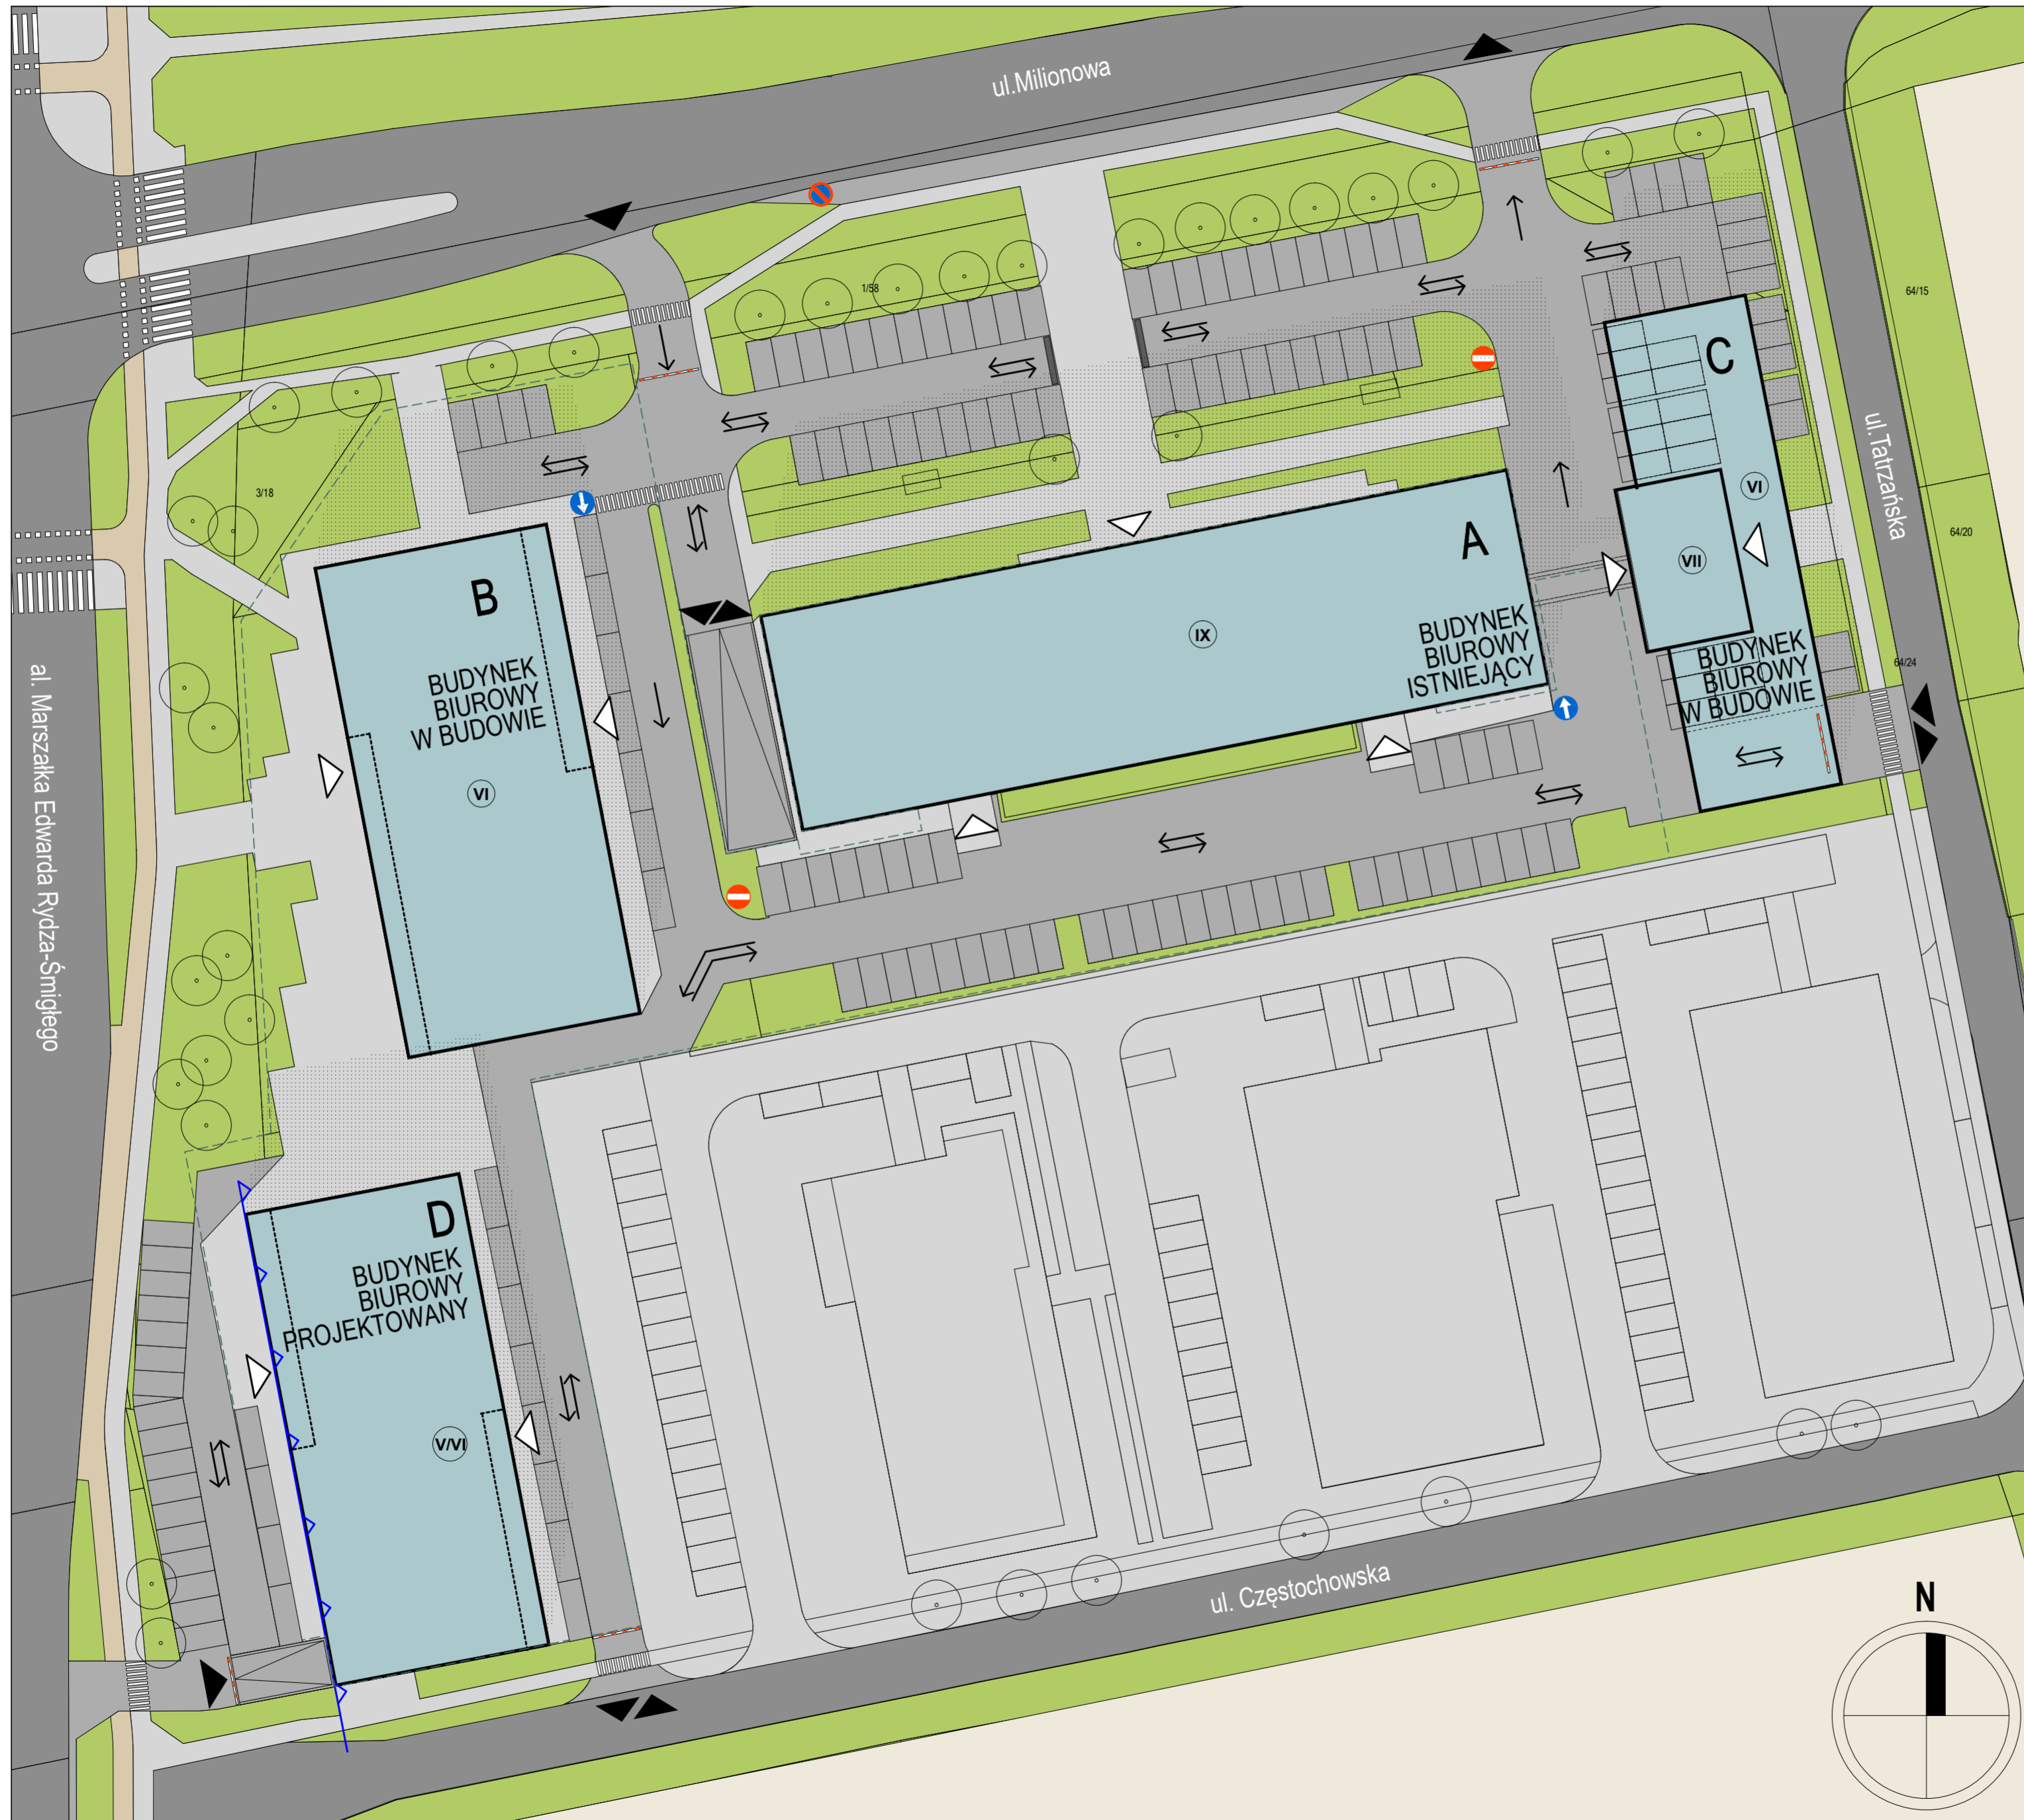 ul.Milionowa
1/58
64/15
C
ul.Tatrzańska
3/18
VI
64/20
A
VII
B
BUDYNEK
BIUROWY
ISTNIEJĄCY
IX
BUDYNEK
BIUROWY
W BUDOWIE
64/24
BUDYNEK
BIUROWY
W BUDOWIE
VI
al. Marszałka Edwarda Rydza-Śmigłego
D
BUDYNEK
BIUROWY
PROJEKTOWANY
V/VI
ul. Częstochowska
N